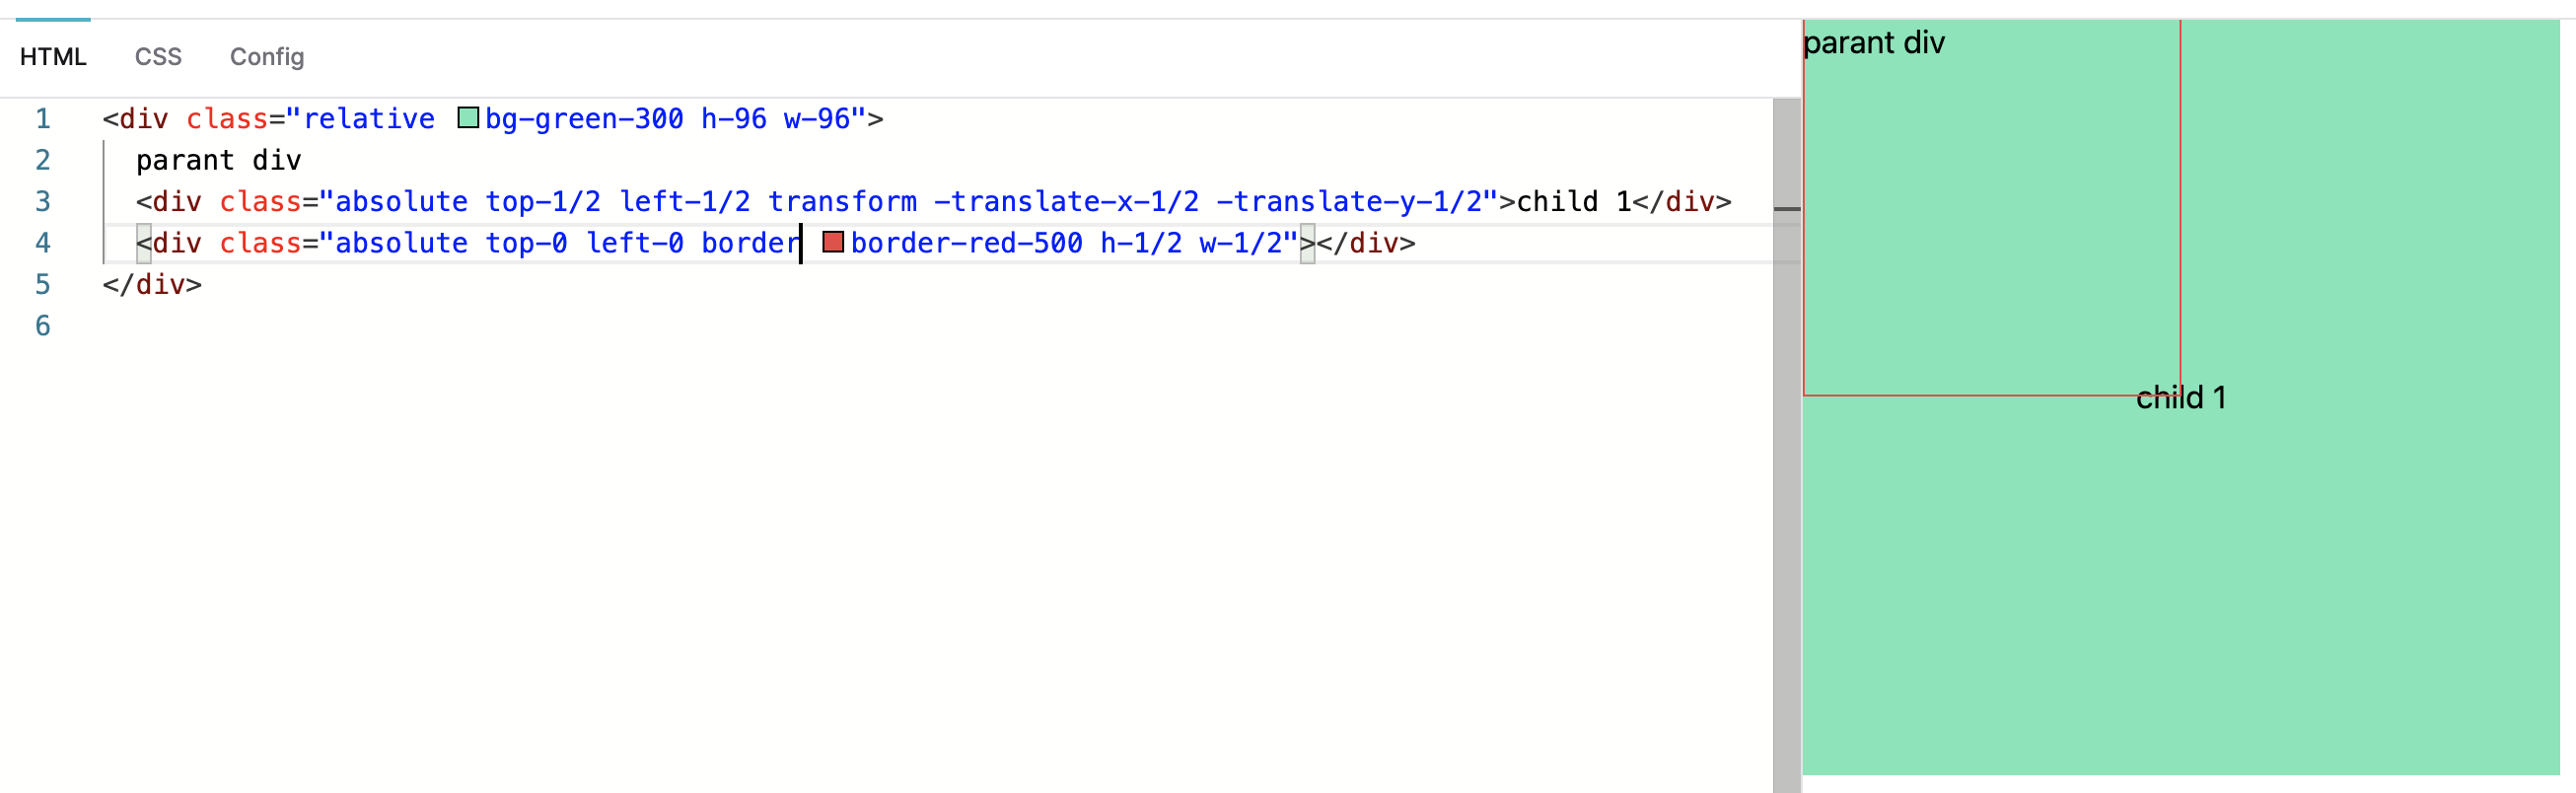 HTML CSS Config
1 <div class="relative bg-green-300 h-96 w-96">
2 parant div
3 <div class="absolute top-1/2 left-1/2 transform -translate-x-1/2 -translate-y-1/2">child 1</div>
4 <div class="absolute top-0 left-0 border border-red-500 h-1/2 w-1/2"></div>
5 </div>
6
parant div
child 1